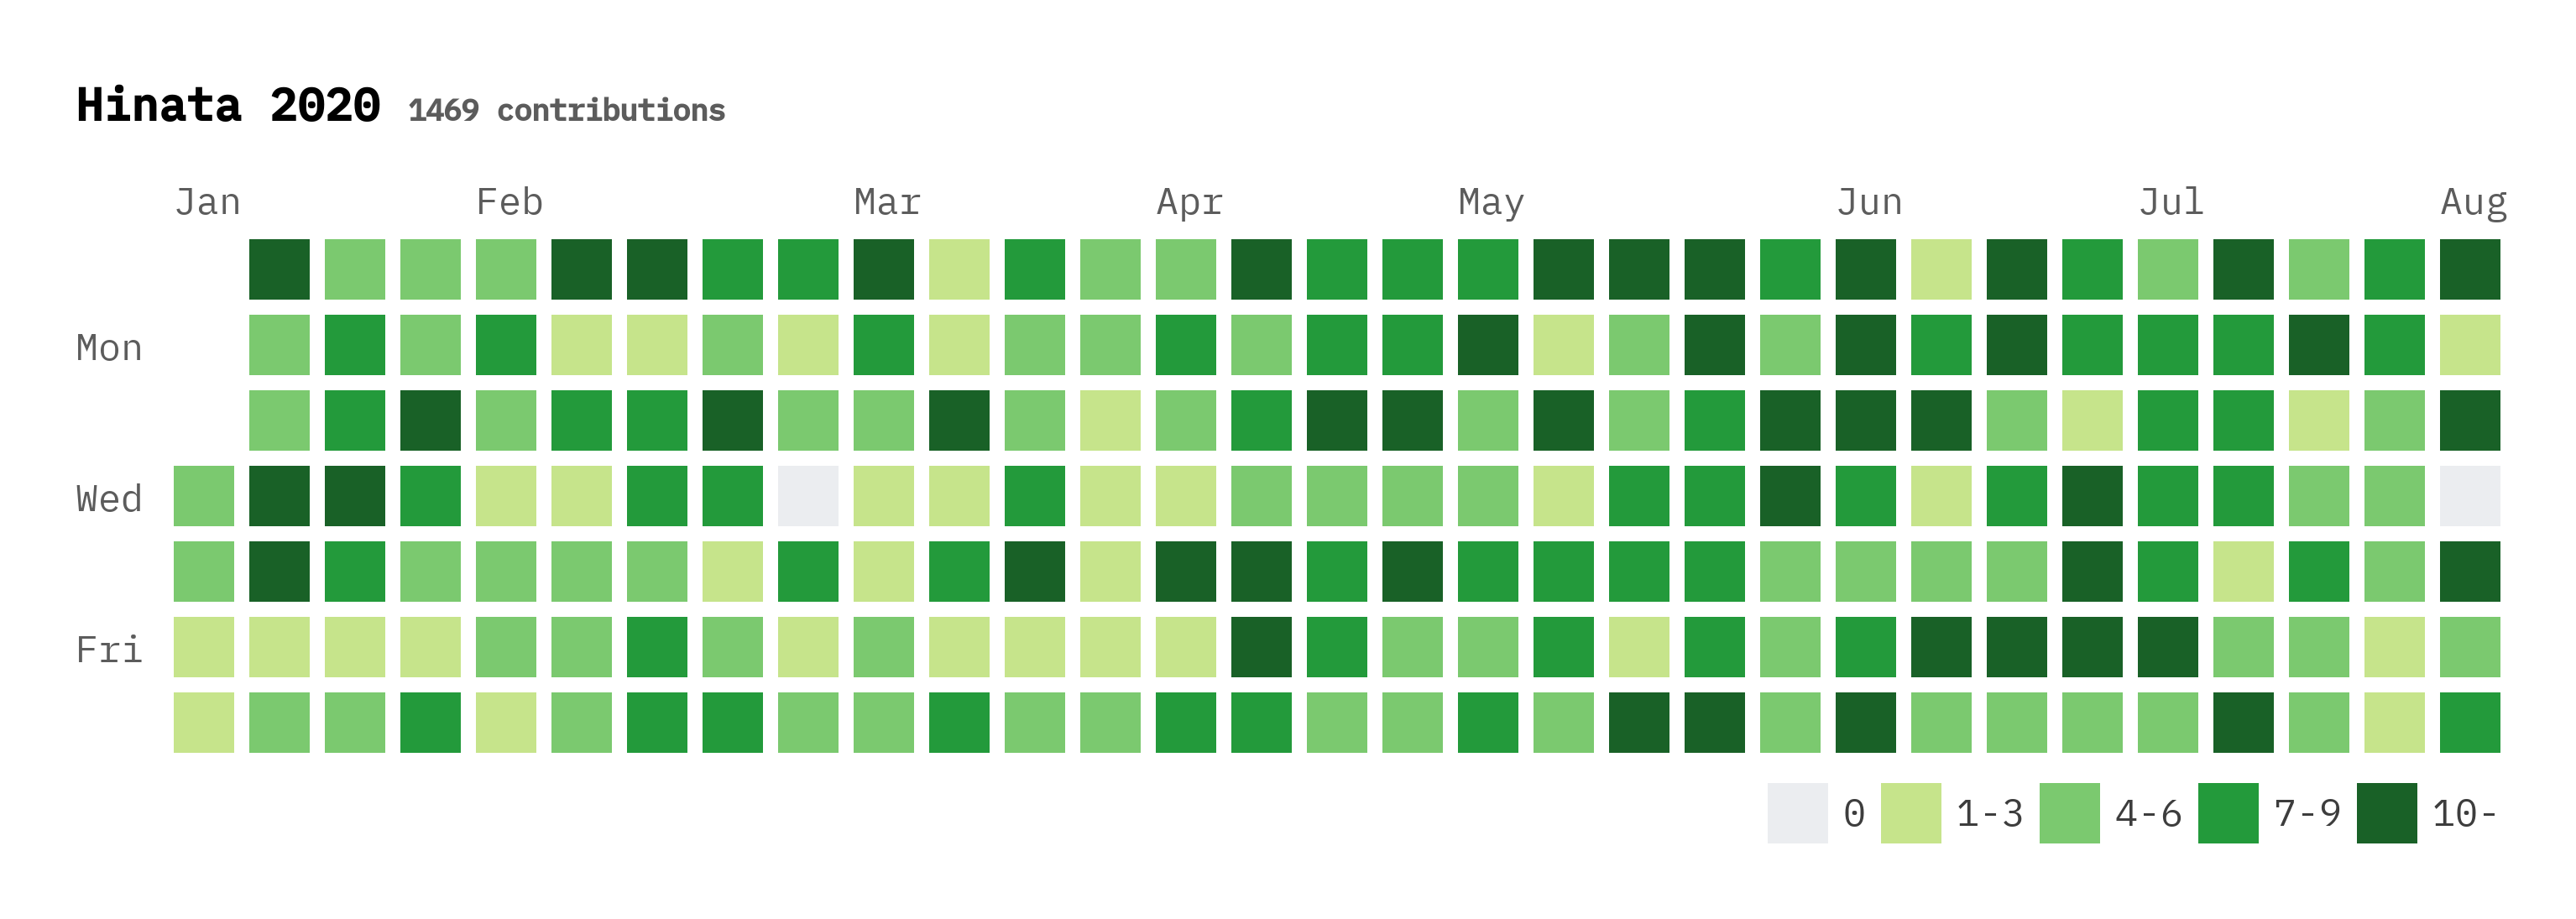 Hinata 2020 1469 contributions
Jan Feb Mar Apr May Jun Jul Aug
Mon
Wed
Fri
0 1-3 4-6 7-9 10-